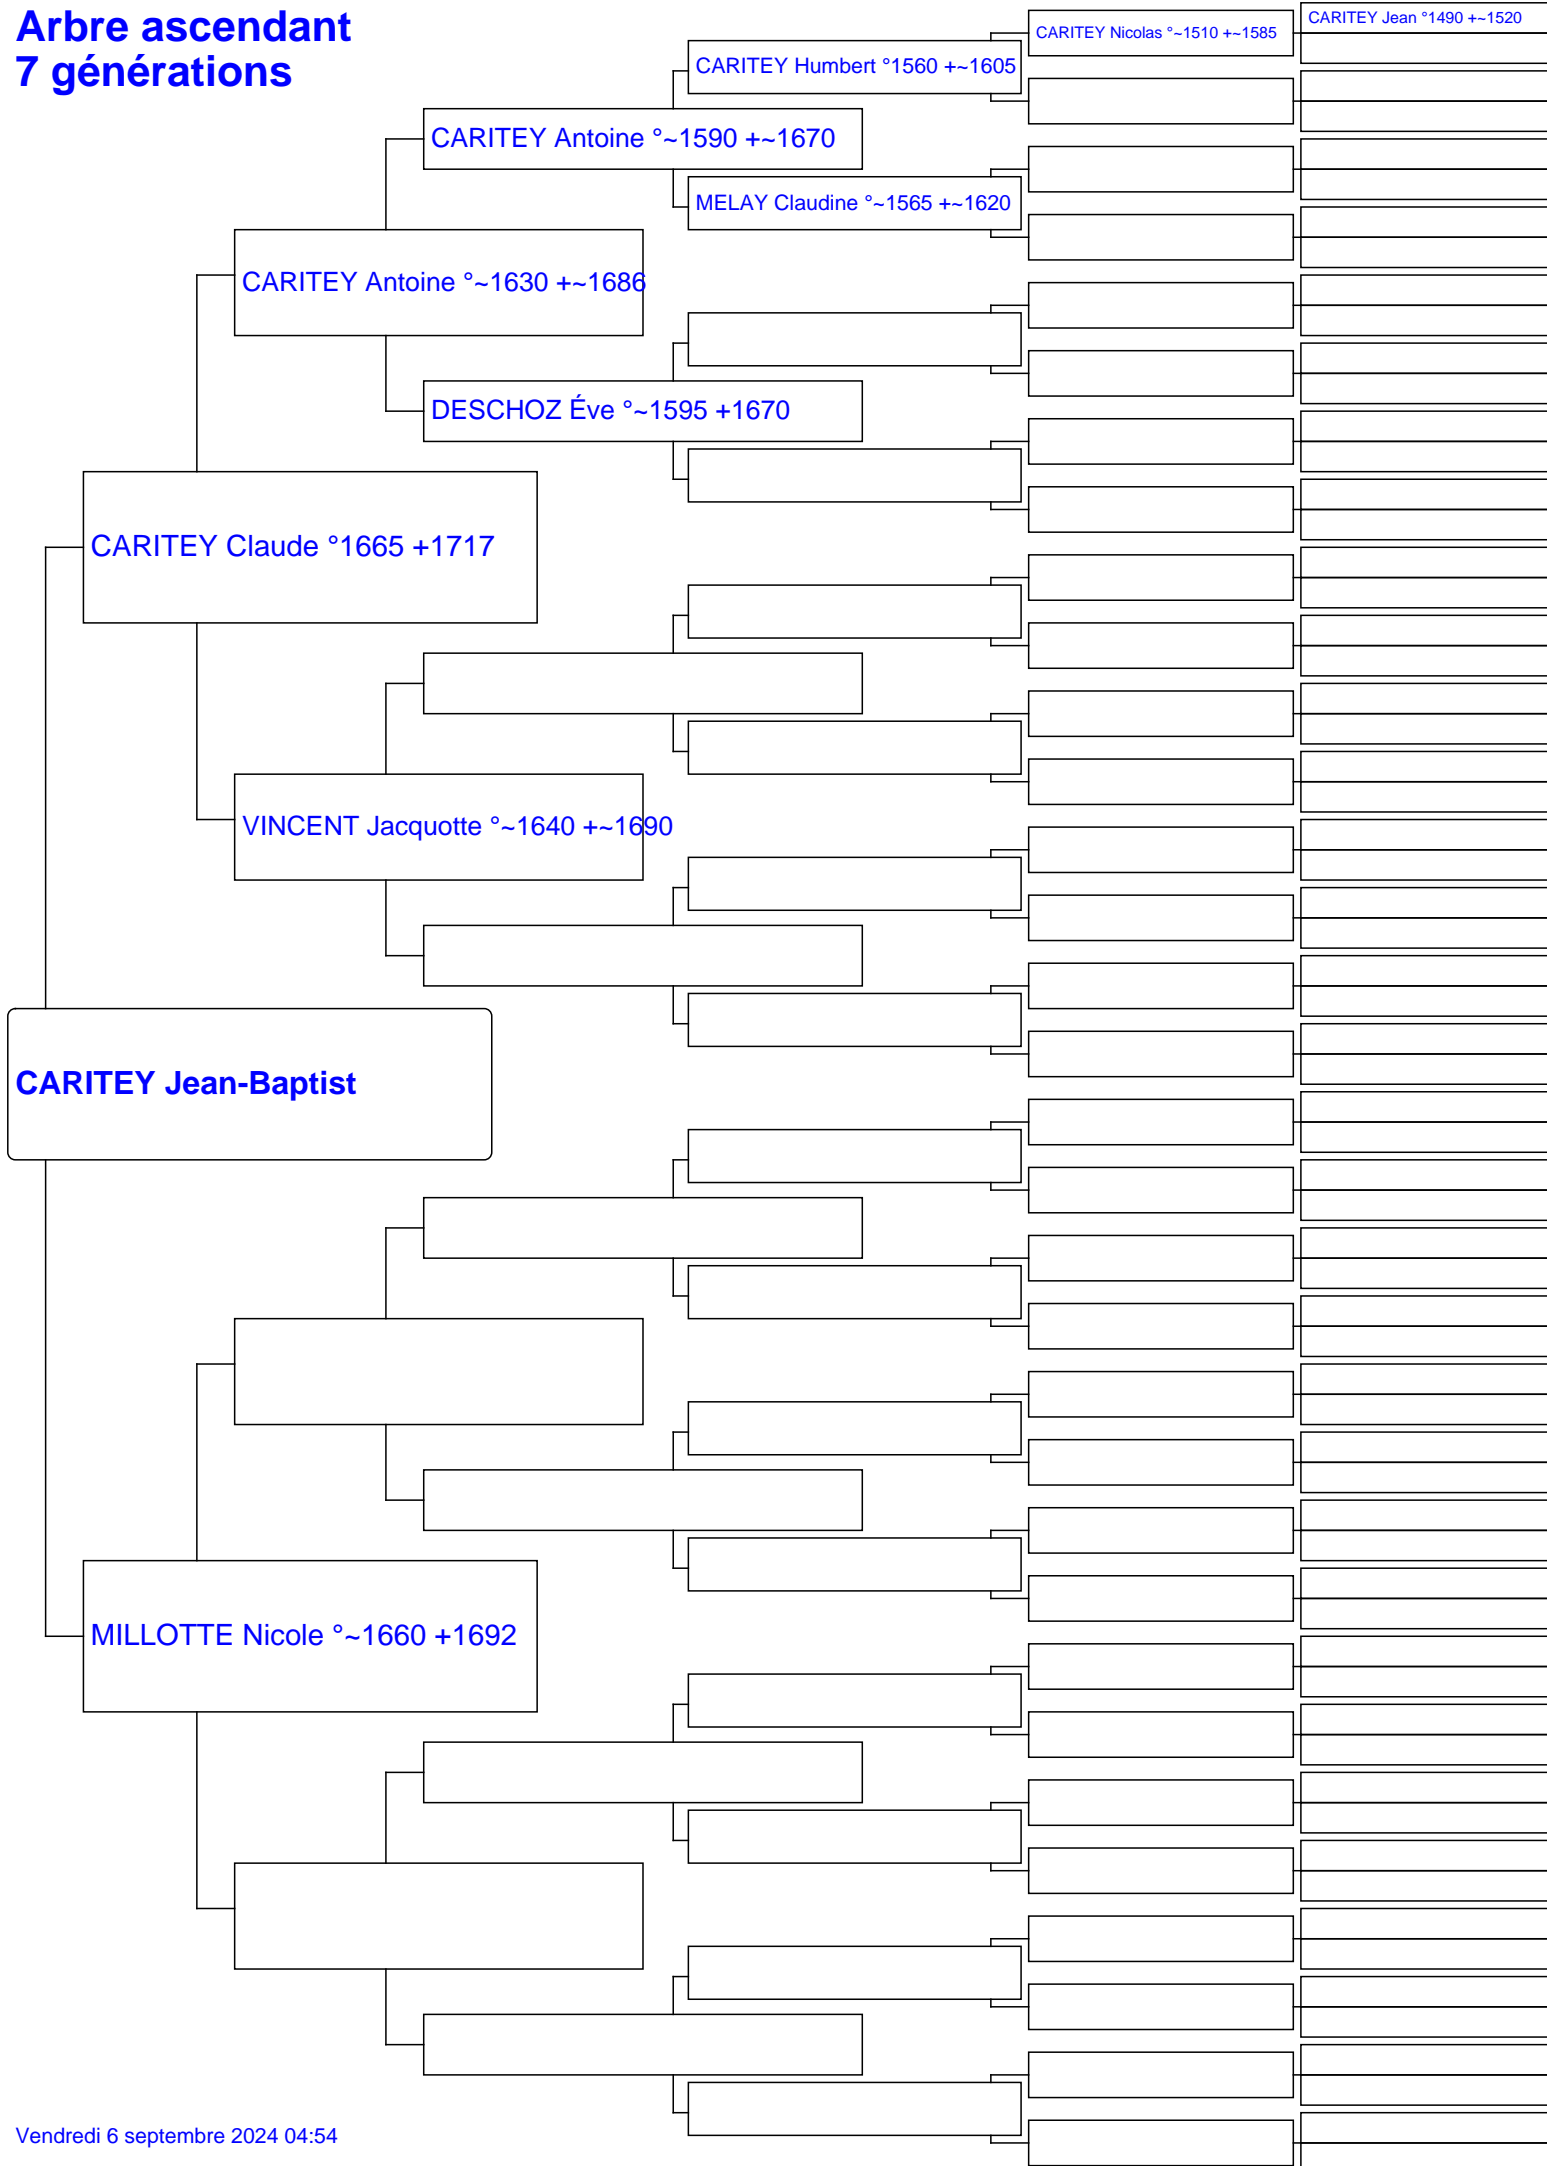 Arbre ascendant
7 générations
CARITEY Jean °1490 +~1520
CARITEY Nicolas °~1510 +~1585
CARITEY Humbert °1560 +~1605
CARITEY Antoine °~1590 +~1670
MELAY Claudine °~1565 +~1620
CARITEY Antoine °~1630 +~1686
DESCHOZ Éve °~1595 +1670
CARITEY Claude °1665 +1717
VINCENT Jacquotte °~1640 +~1690
CARITEY Jean-Baptist
MILLOTTE Nicole °~1660 +1692
Vendredi 6 septembre 2024 04:54